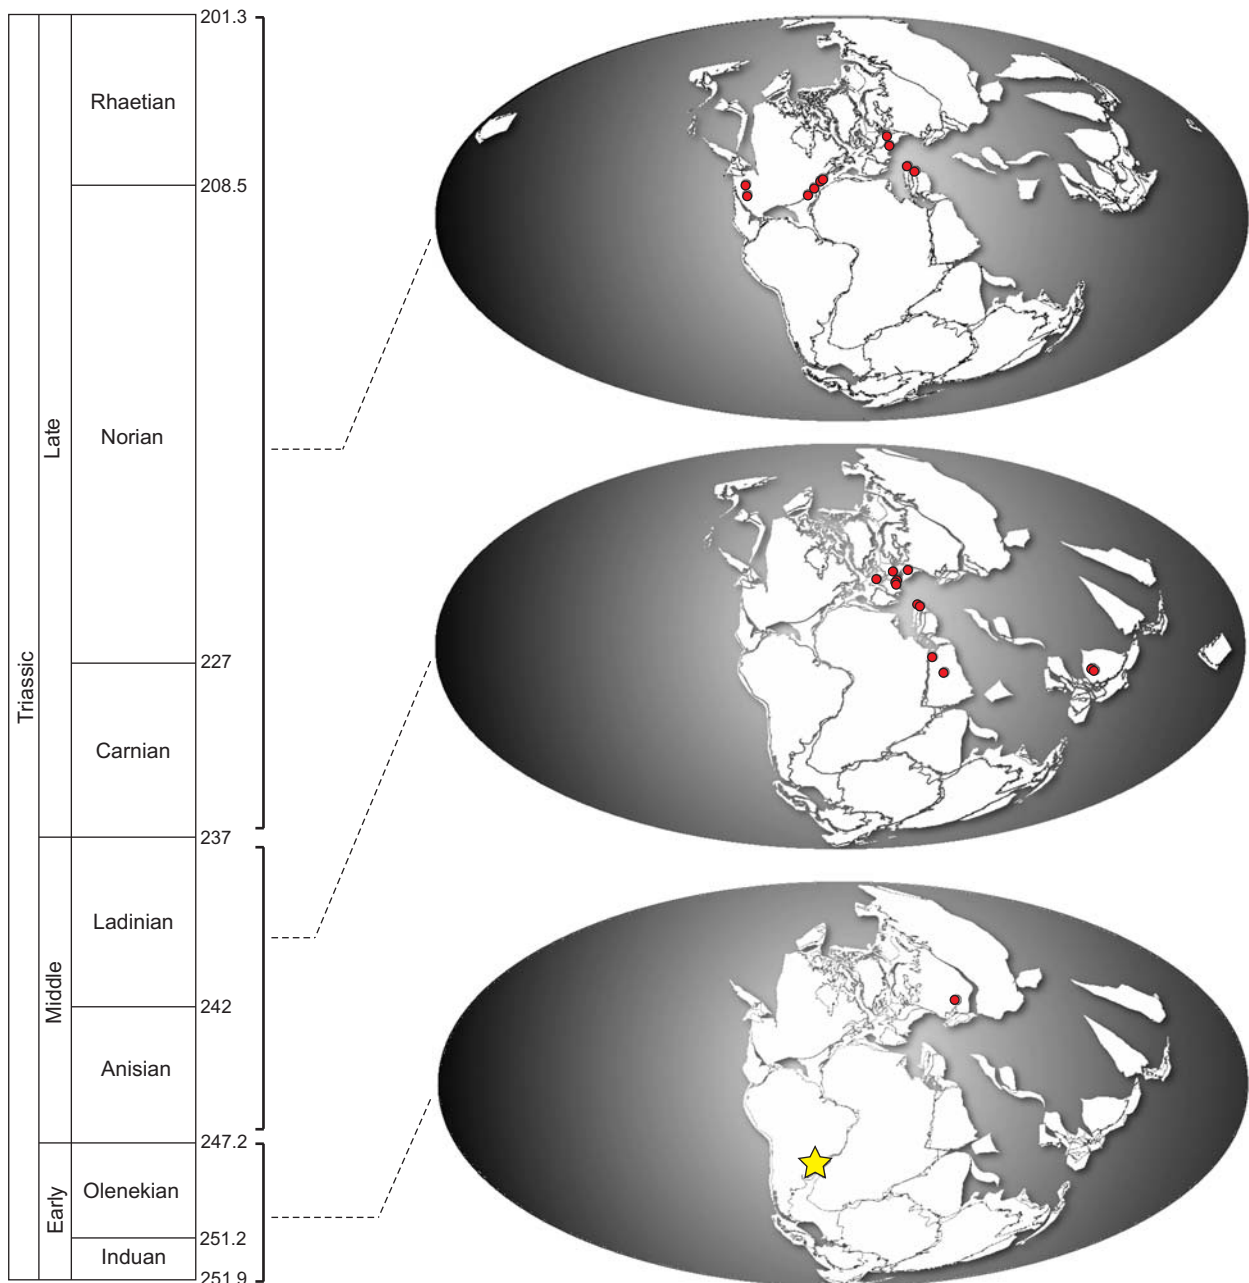 201.3
Rhaetian
208.5
Late
Norian
227
Triassic
Carnian
237
Ladinian
Middle
242
Anisian
247.2
Olenekian
Early
251.2
Induan
251.9